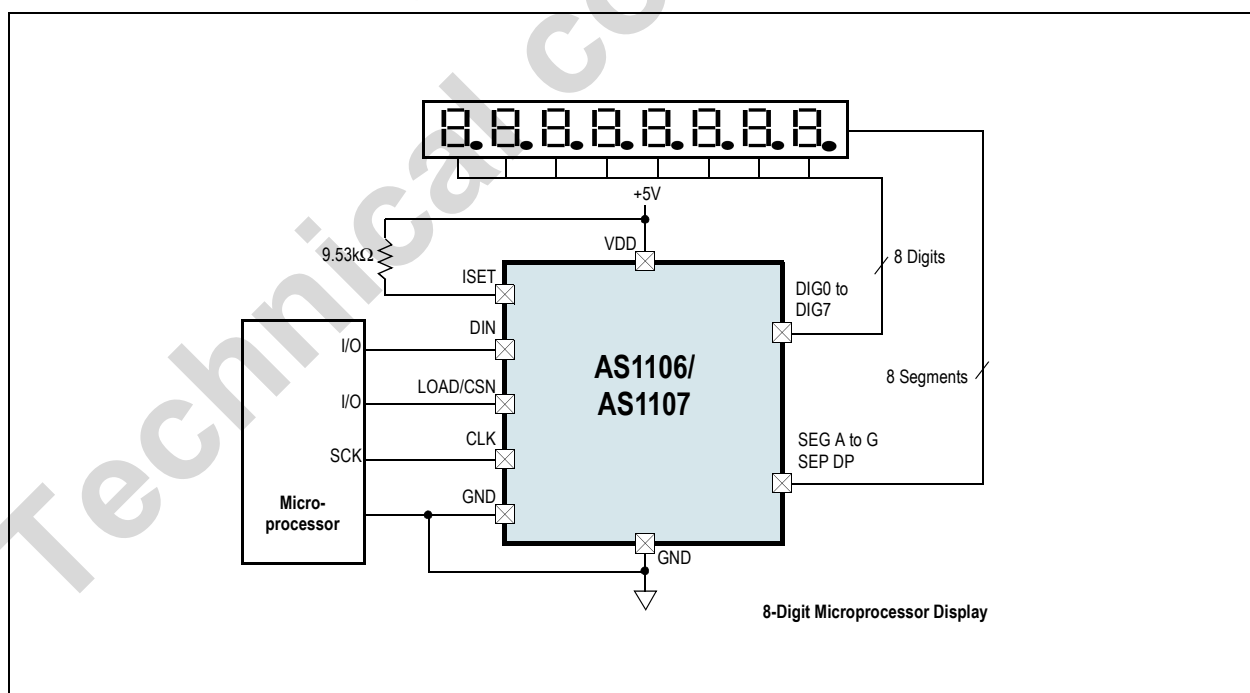 Technical co
+5V
VDD
9.53kΩ
ISET
8 Digits
DIG0 to
DIG7
DIN
I/O
AS1106/
AS1107
LOAD/CSN
I/O
8 Segments
CLK
SCK
SEG A to G
SEP DP
GND
Micro-
processor
GND
8-Digit Microprocessor Display